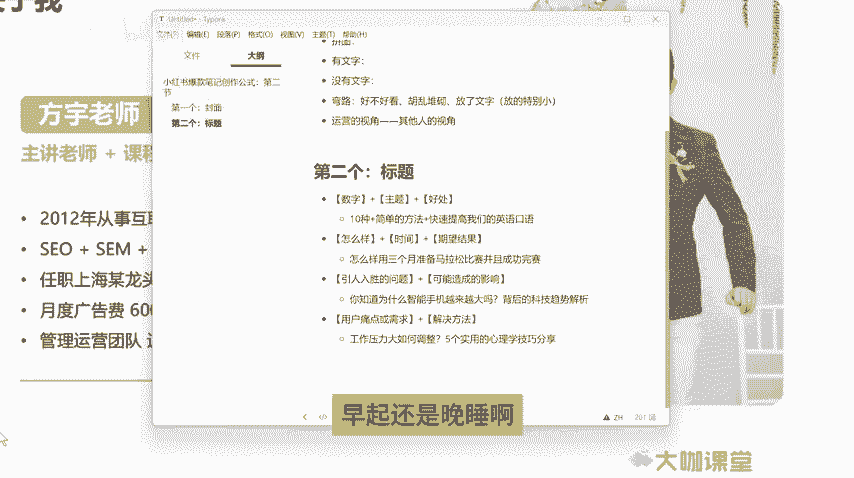 Untitled• - Typora
文件(F) 编辑(E) 段落(P) 格式(O) 视图(V) 主题(T) 帮助(H)
文件 大纲
小红书爆款笔记创作公式：第二节
第一个：封面
第二个：标题
拼图：
有文字：
没有文字：
弯路：好不好看、胡乱堆砌、放了文字（放的特别小）
运营的视角——其他人的视角
第二个：标题
【数字】+【主题】+【好处】
10种+简单的方法+快速提高我们的英语口语
【怎么样】+【时间】+【期望结果】
怎么样用三个月准备马拉松比赛并且成功完赛
【引人入胜的问题】+【可能造成的影响】
你知道为什么智能手机越来越大吗？背后的科技趋势解析
【用户痛点或需求】+【解决方法】
工作压力大如何调整？5个实用的心理学技巧分享
ZH
方宇老师
主讲老师 + 课程
2012年从事互联
SEO + SEM +
任职上海某龙头
月度广告费 600
管理运营团队
早起还是晚睡啊
大咖课堂